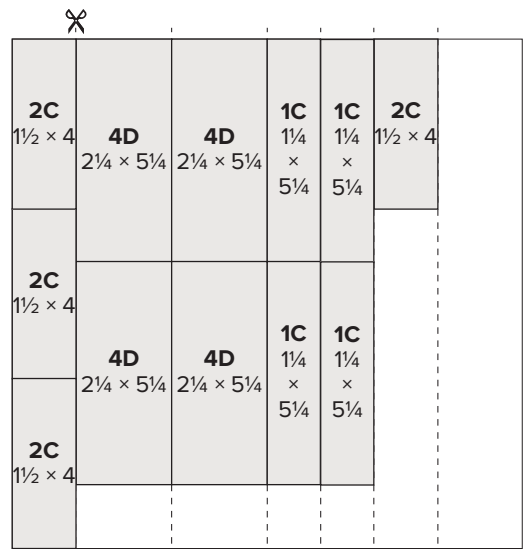 2C
1½ × 4
4D
2¼ × 5¼
4D
2¼ × 5¼
1C
1¼
×
5¼
1C
1¼
×
5¼
2C
1½ × 4
2C
1½ × 4
4D
2¼ × 5¼
4D
2¼ × 5¼
1C
1¼
×
5¼
1C
1¼
×
5¼
2C
1½ × 4